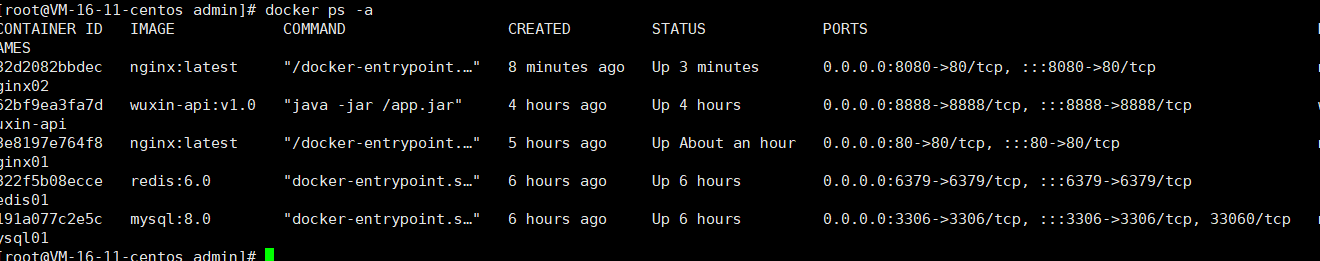 [root@VM-16-11-centos admin]# docker ps -a
CONTAINER ID IMAGE COMMAND CREATED STATUS PORTS
AMES
32d2082bbdec nginx:latest "/docker-entrypoint.…" 8 minutes ago Up 3 minutes 0.0.0.0:8080->80/tcp, :::8080->80/tcp
ginx02
62bf9ea3fa7d wuxin-api:v1.0 "java -jar /app.jar" 4 hours ago Up 4 hours 0.0.0.0:8888->8888/tcp, :::8888->8888/tcp
uxin-api
3e8197e764f8 nginx:latest "/docker-entrypoint.…" 5 hours ago Up About an hour 0.0.0.0:80->80/tcp, :::80->80/tcp
ginx01
322f5b08ecce redis:6.0 "docker-entrypoint.s…" 6 hours ago Up 6 hours 0.0.0.0:6379->6379/tcp, :::6379->6379/tcp
edis01
191a077c2e5c mysql:8.0 "docker-entrypoint.s…" 6 hours ago Up 6 hours 0.0.0.0:3306->3306/tcp, :::3306->3306/tcp, 33060/tcp
ysql01
[root@VM-16-11-centos admin]#